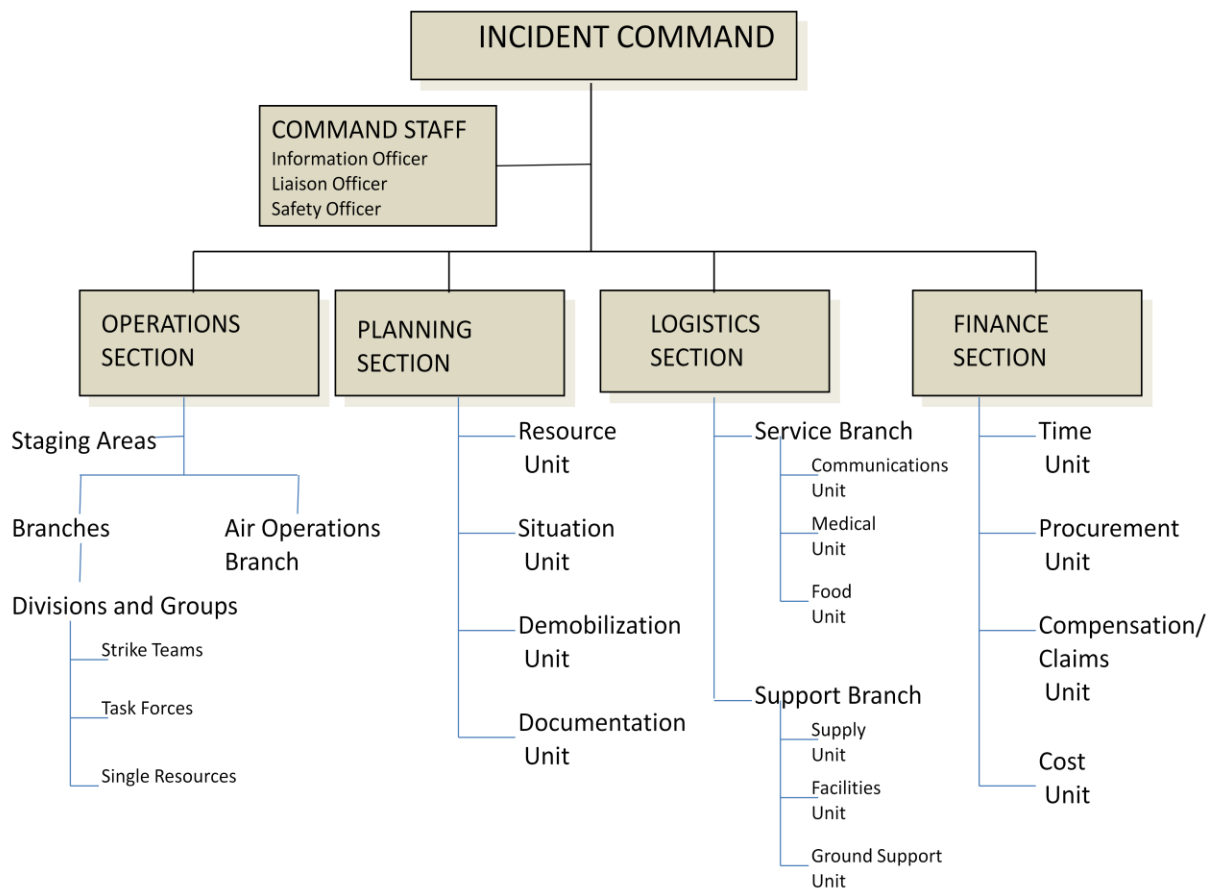 INCIDENT COMMAND
COMMAND STAFF
Information Officer
Liaison Officer
Safety Officer
OPERATIONS
SECTION
PLANNING
SECTION
LOGISTICS
SECTION
FINANCE
SECTION
Staging Areas
Branches
Air Operations
Branch
Divisions and Groups
Strike Teams
Task Forces
Single Resources
Resource
Unit
Situation
Unit
Demobilization
Unit
Documentation
Unit
Service Branch
Communications
Unit
Medical
Unit
Food
Unit
Support Branch
Supply
Unit
Facilities
Unit
Ground Support
Unit
Time
Unit
Procurement
Unit
Compensation/
Claims
Unit
Cost
Unit